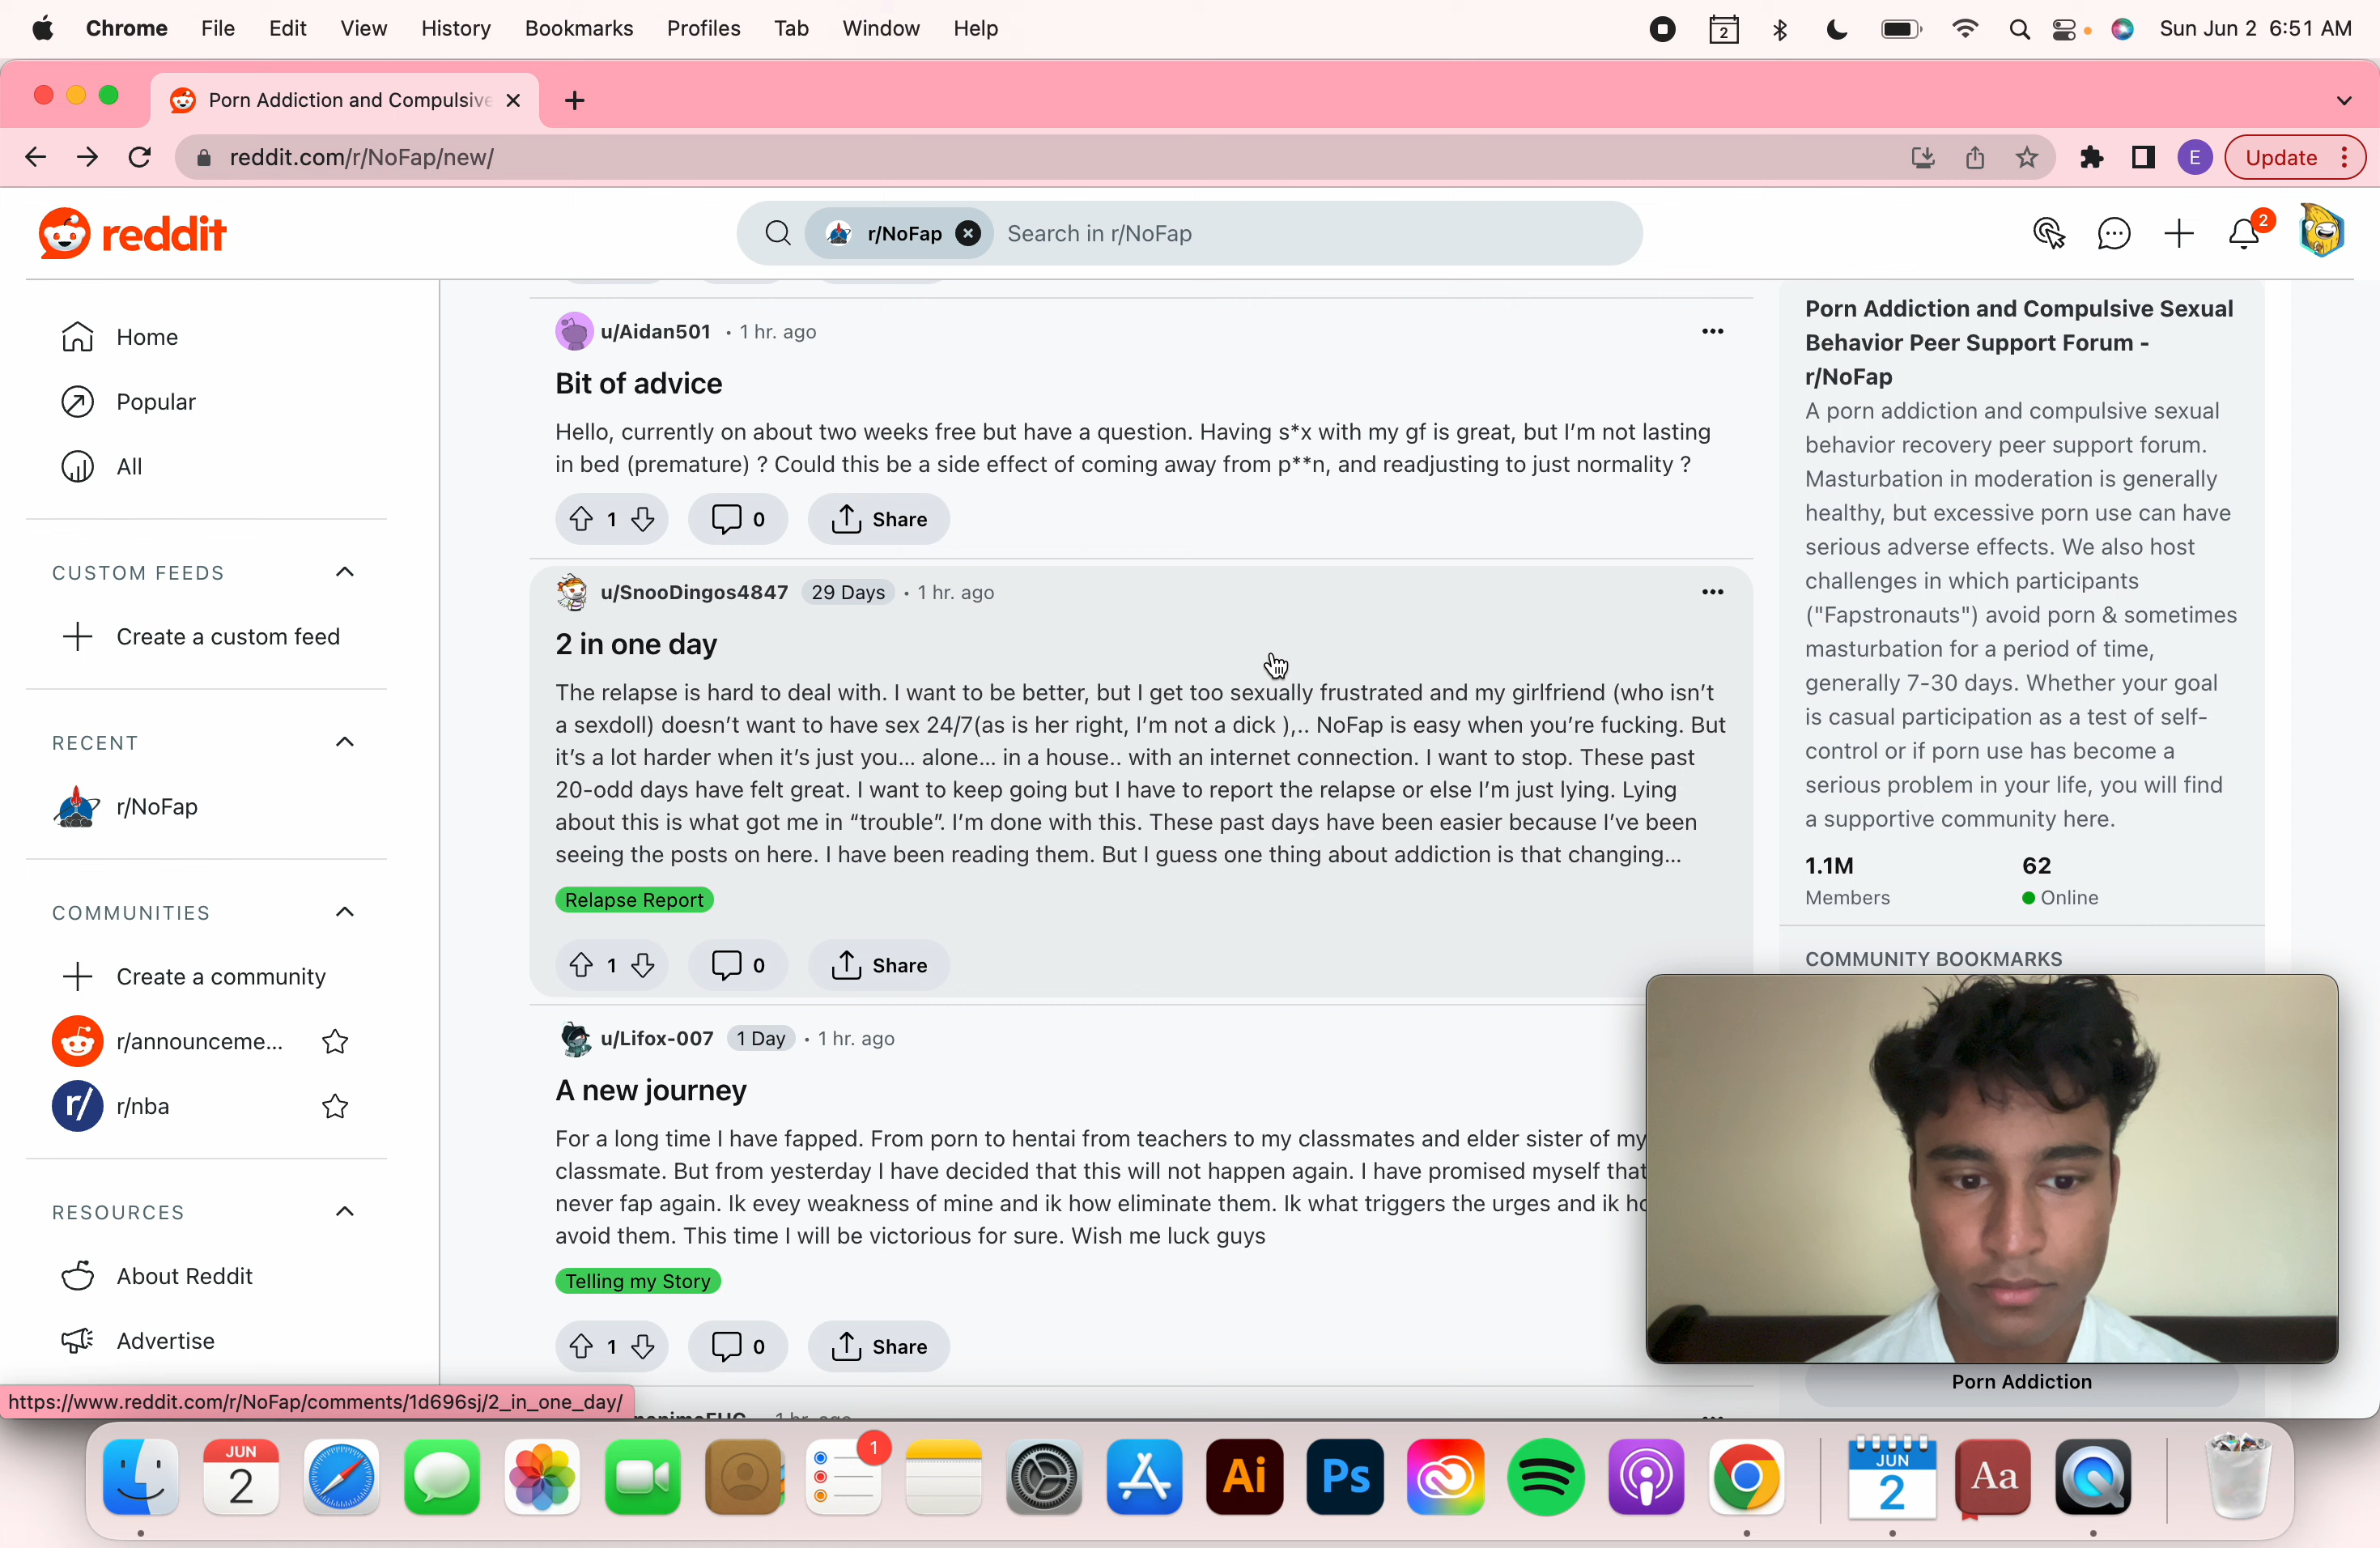 Chrome File Edit View History Bookmarks Profiles Tab Window Help 2 Sun Jun 2 6:51 AM
Porn Addiction and Compulsive
reddit.com/r/NoFap/new/ E Update
reddit r/NoFap Search in r/NoFap 2
Home
Popular
All
CUSTOM FEEDS
Create a custom feed
RECENT
r/NoFap
COMMUNITIES
Create a community
r/announceme...
r/ r/nba
RESOURCES
About Reddit
Advertise
https://www.reddit.com/r/NoFap/comments/1d696sj/2_in_one_day/
u/Aidan501 • 1 hr. ago
Bit of advice
Hello, currently on about two weeks free but have a question. Having s*x with my gf is great, but I'm not lasting
in bed (premature) ? Could this be a side effect of coming away from p**n, and readjusting to just normality ?
1 0 Share
u/SnooDingos4847 29 Days • 1 hr. ago
2 in one day
The relapse is hard to deal with. I want to be better, but I get too sexually frustrated and my girlfriend (who isn't
a sexdoll) doesn't want to have sex 24/7(as is her right, I'm not a dick ),.. NoFap is easy when you're fucking. But
it's a lot harder when it's just you... alone... in a house.. with an internet connection. I want to stop. These past
20-odd days have felt great. I want to keep going but I have to report the relapse or else I'm just lying. Lying
about this is what got me in “trouble”. I'm done with this. These past days have been easier because I've been
seeing the posts on here. I have been reading them. But I guess one thing about addiction is that changing...
Relapse Report
1 0 Share
u/Lifox-007 1 Day • 1 hr. ago
A new journey
For a long time I have fapped. From porn to hentai from teachers to my classmates and elder sister of my
classmate. But from yesterday I have decided that this will not happen again. I have promised myself that
never fap again. Ik evey weakness of mine and ik how eliminate them. Ik what triggers the urges and ik
avoid them. This time I will be victorious for sure. Wish me luck guys
Telling my Story
1 0 Share
1 hr. ago
Porn Addiction and Compulsive Sexual
Behavior Peer Support Forum -
r/NoFap
A porn addiction and compulsive sexual
behavior recovery peer support forum.
Masturbation in moderation is generally
healthy, but excessive porn use can have
serious adverse effects. We also host
challenges in which participants
("Fapstronauts") avoid porn & sometimes
masturbation for a period of time,
generally 7-30 days. Whether your goal
is casual participation as a test of self-
control or if porn use has become a
serious problem in your life, you will find
a supportive community here.
1.1M 62
Members Online
COMMUNITY BOOKMARKS
Porn Addiction
JUN 2 1 Ai Ps JUN 2 Aa